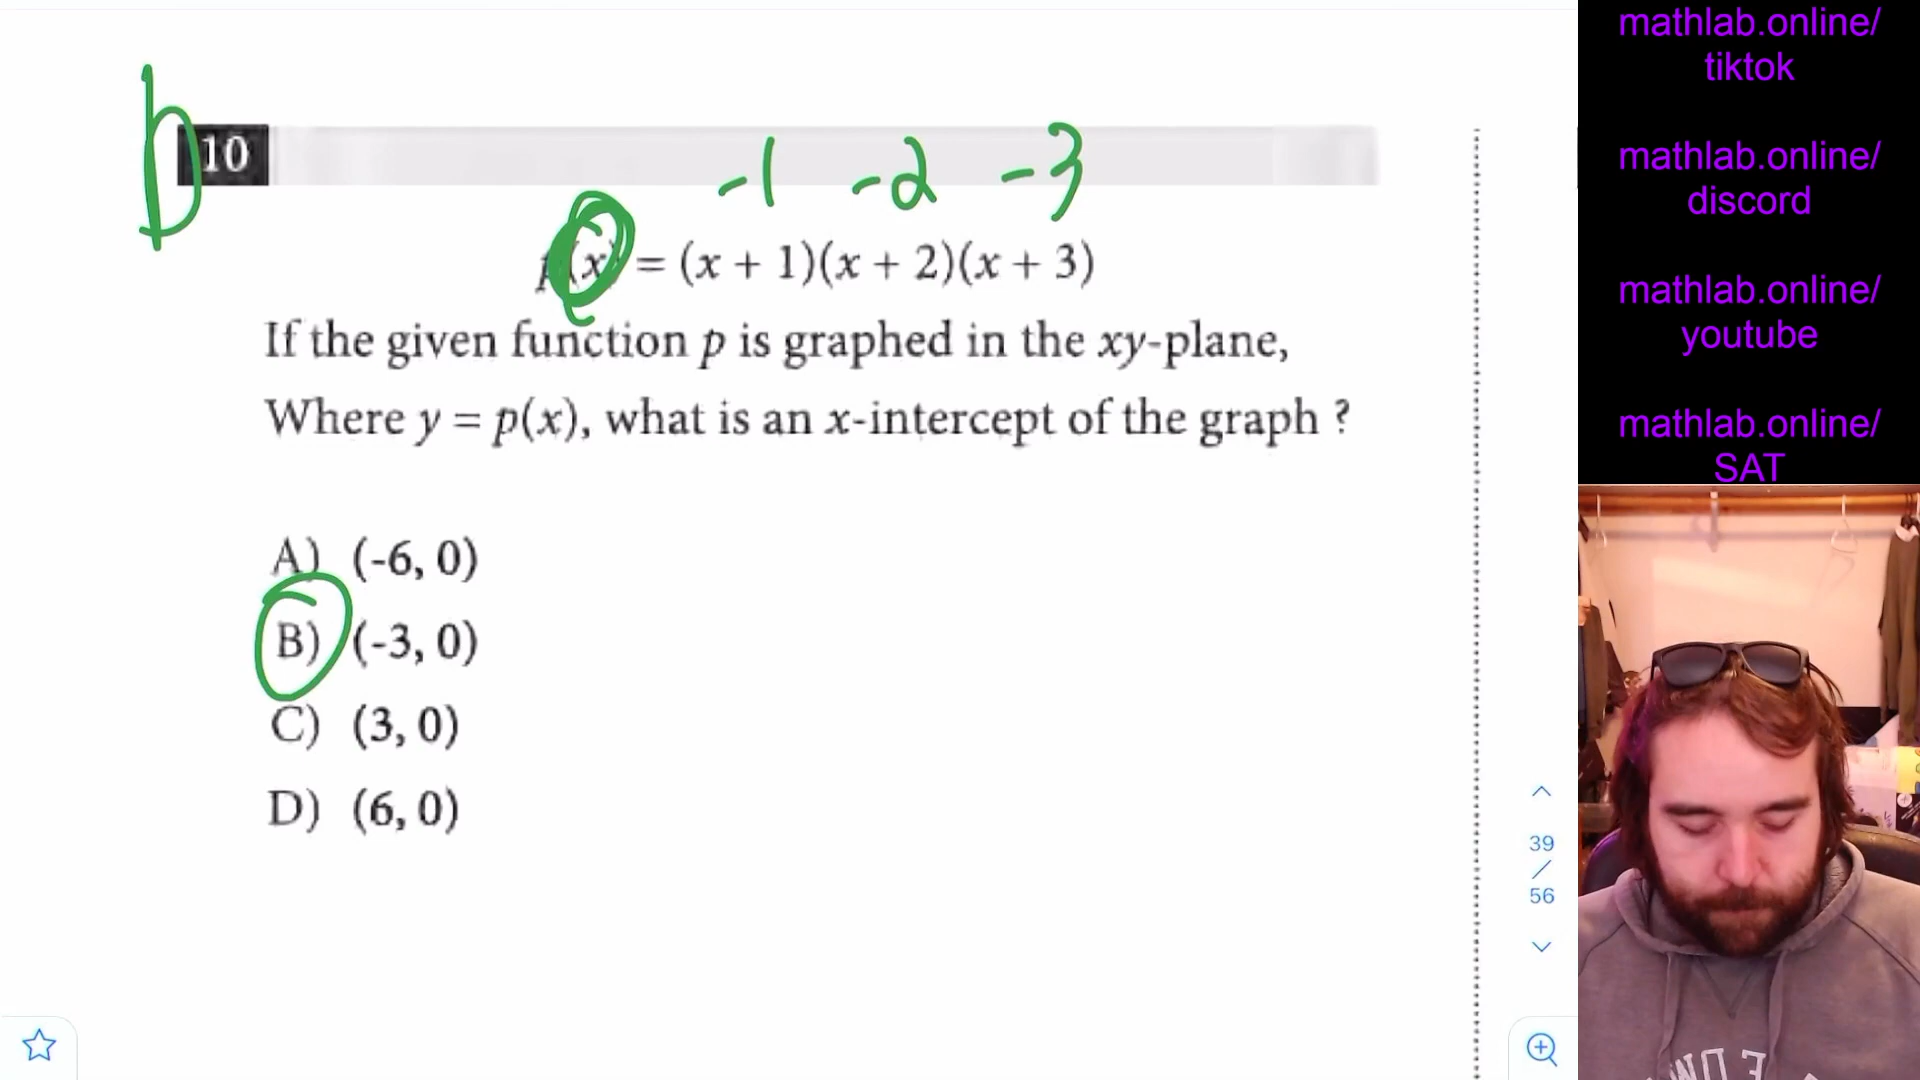 b
10
-1 -2 -3
p(x) = (x + 1)(x + 2)(x + 3)
If the given function p is graphed in the xy-plane,
Where y = p(x), what is an x-intercept of the graph ?
A) (-6, 0)
B) (-3, 0)
C) (3, 0)
D) (6, 0)
39
/
56
mathlab.online/
tiktok
mathlab.online/
discord
mathlab.online/
youtube
mathlab.online/
SAT